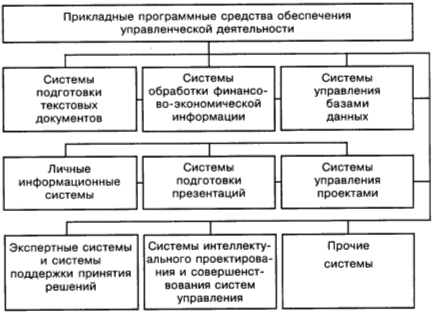 Прикладные программные средства обеспечения
управленческой деятельности
Системы
подготовки
текстовых
документов
Системы
обработки финансо-
во-экономической
информации
Системы
управления
базами
данных
Личные
информационные
системы
Системы
подготовки
презентаций
Системы
управления
проектами
Экспертные системы
и системы
поддержки принятия
решений
Системы интеллекту-
ального проектирова-
ния и совершенст-
вования систем
управления
Прочие
системы